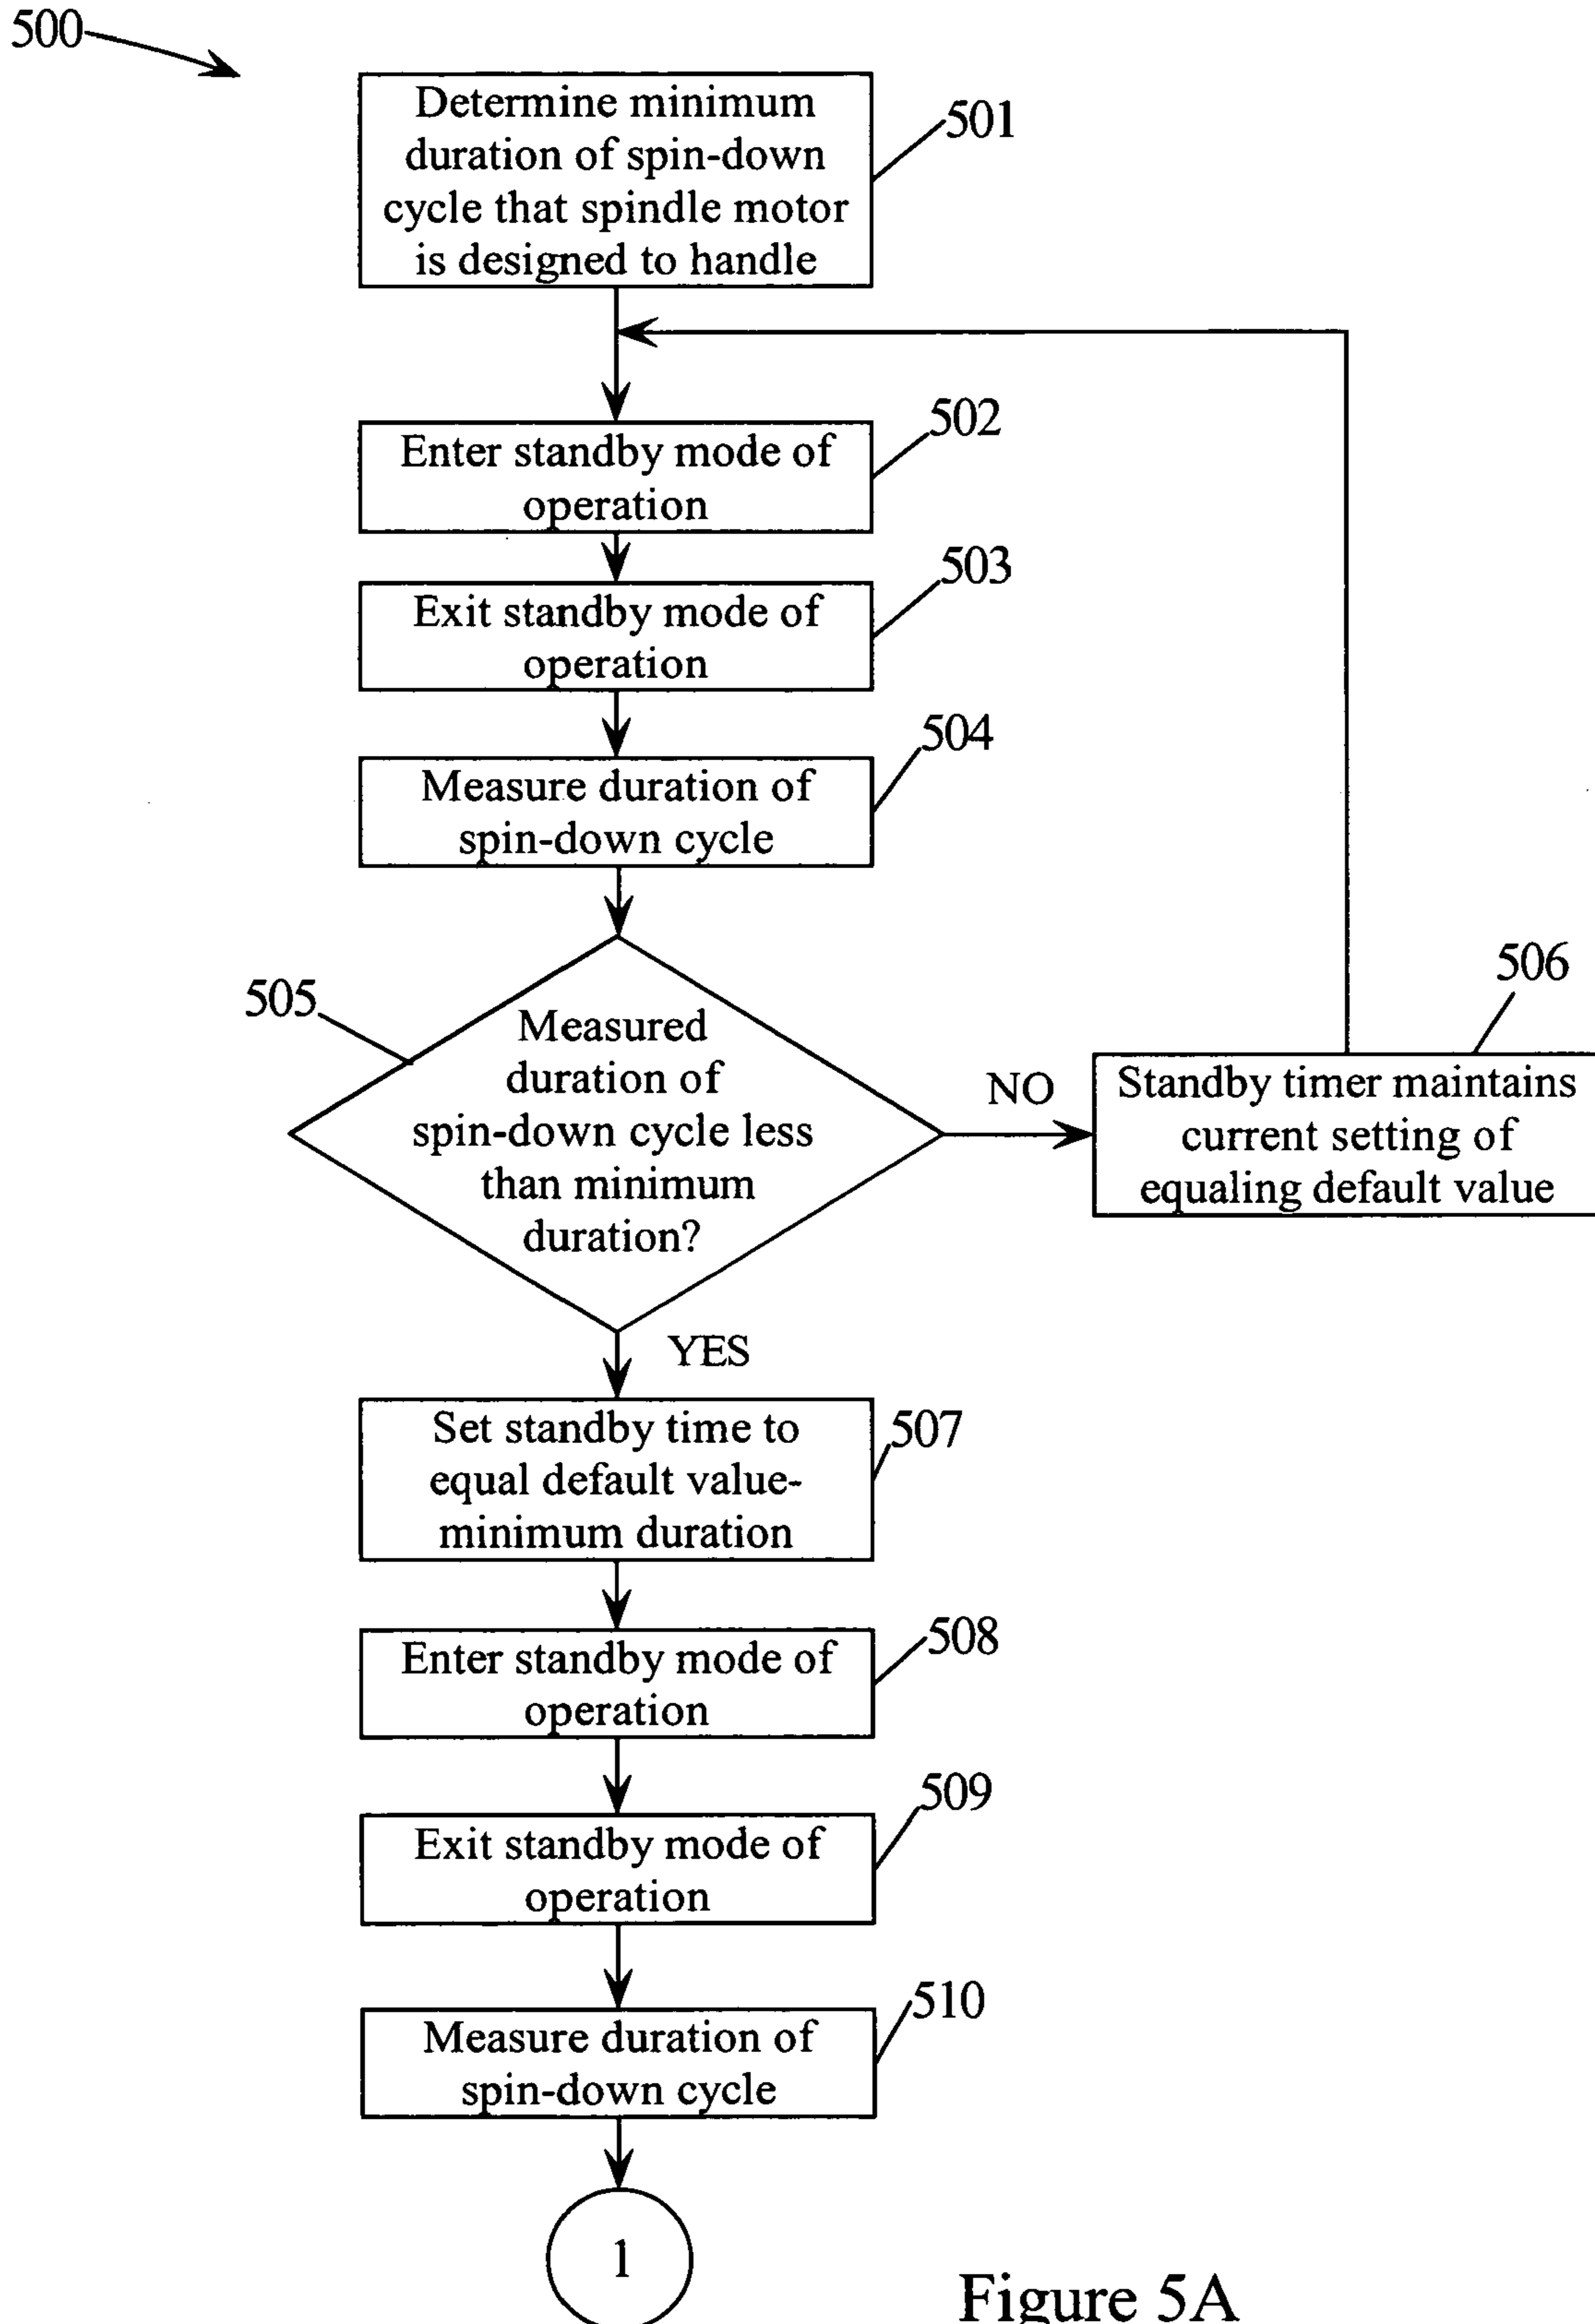 500
Determine minimum
duration of spin-down
cycle that spindle motor
is designed to handle
501
Enter standby mode of
operation
502
Exit standby mode of
operation
503
Measure duration of
spin-down cycle
504
505
Measured
duration of
spin-down cycle less
than minimum
duration?
NO
506
Standby timer maintains
current setting of
equaling default value
YES
Set standby time to
equal default value-
minimum duration
507
Enter standby mode of
operation
508
Exit standby mode of
operation
509
Measure duration of
spin-down cycle
510
1
Figure 5A